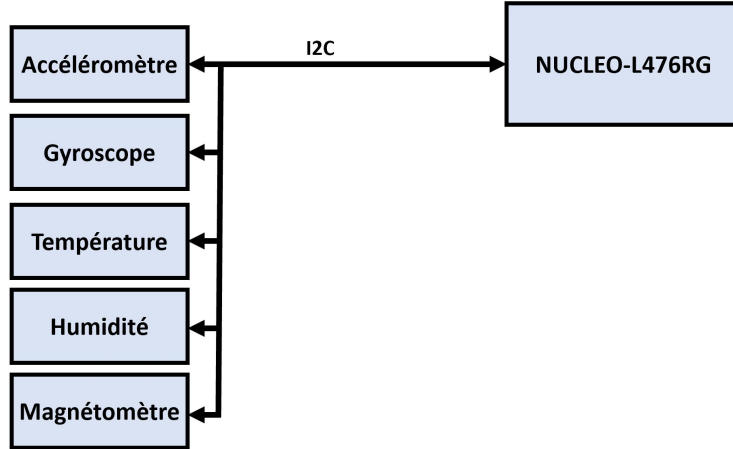 I2C
Accéléromètre
NUCLEO-L476RG
Gyroscope
Température
Humidité
Magnétomètre